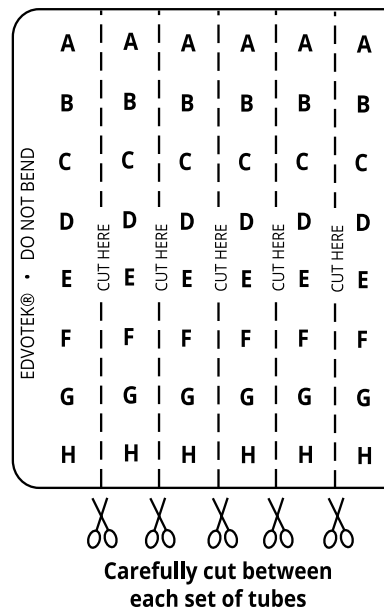 EDVOTEK® • DO NOT BEND
A A A A A A
B B B B B B
C C C C C C
D D D D D D
CUT HERE CUT HERE CUT HERE CUT HERE CUT HERE
E E E E E E
F F F F F F
G G G G G G
H H H H H H
Carefully cut between
each set of tubes